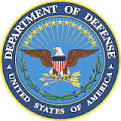 DEPARTMENT OF DEFENSE
UNITED STATES OF AMERICA